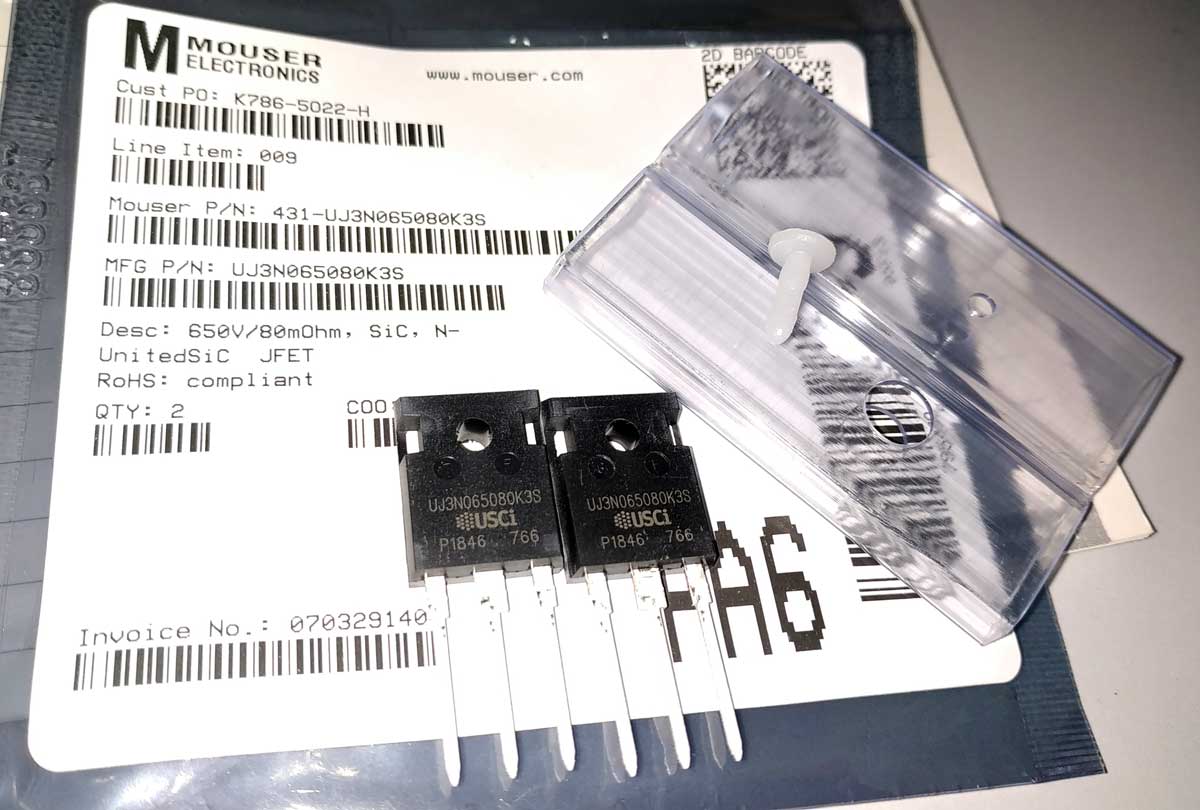 M MOUSER
ELECTRONICS
www.mouser.com
2D BARCODE
Cust PO: K786-5022-H
Line Item: 009
Mouser P/N: 431-UJ3N065080K3S
MFG P/N: UJ3N065080K3S
Desc: 650V/80mOhm, SiC, N-
UnitedSiC JFET
RoHS: compliant
QTY: 2
COO
UJ3N065080K3S
USCi
P1846 766
UJ3N065080K3S
USCi
P1846 766
A6
Invoice No.: 070329140